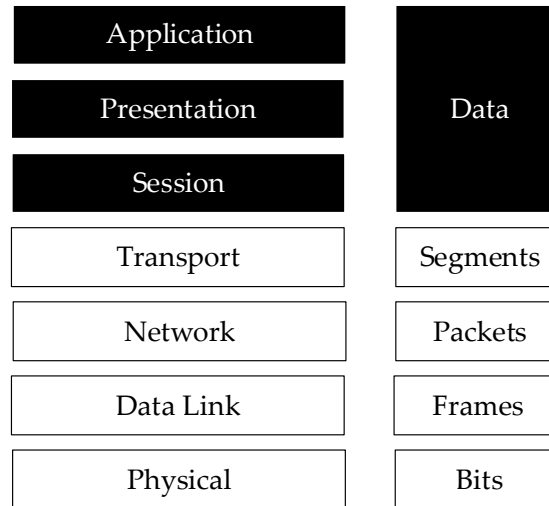 Application
Presentation
Data
Session
Transport
Segments
Network
Packets
Data Link
Frames
Physical
Bits